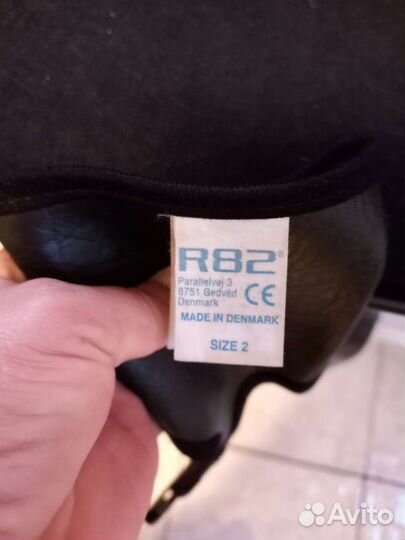 R82®
Parallelvej 3
8751 Gedved
Denmark
CE
MADE IN DENMARK
SIZE 2
Avito